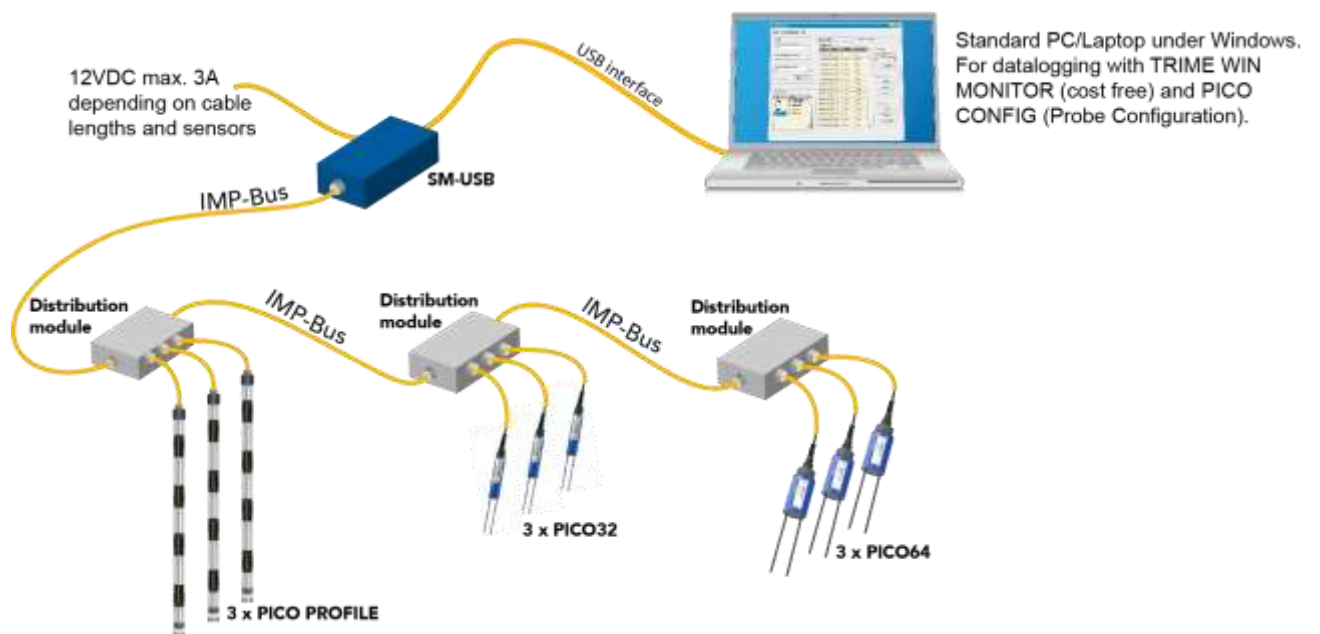 12VDC max. 3A
depending on cable
lengths and sensors
USB interface
Standard PC/Laptop under Windows.
For datalogging with TRIME WIN
MONITOR (cost free) and PICO
CONFIG (Probe Configuration).
SM-USB
IMP-Bus
Distribution
module
IMP-Bus
Distribution
module
IMP-Bus
Distribution
module
3 x PICO32
3 x PICO64
3 x PICO PROFILE